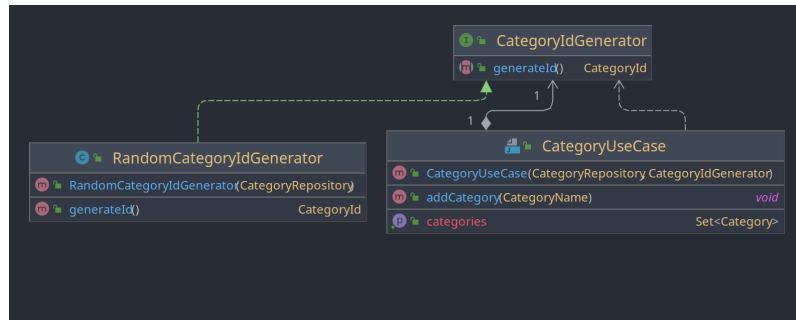 CategoryIdGenerator
generateId() CategoryId
1
1
RandomCategoryIdGenerator
RandomCategoryIdGenerator(CategoryRepository)
generateId() CategoryId
CategoryUseCase
CategoryUseCase(CategoryRepository, CategoryIdGenerator)
addCategory(CategoryName) void
categories Set<Category>